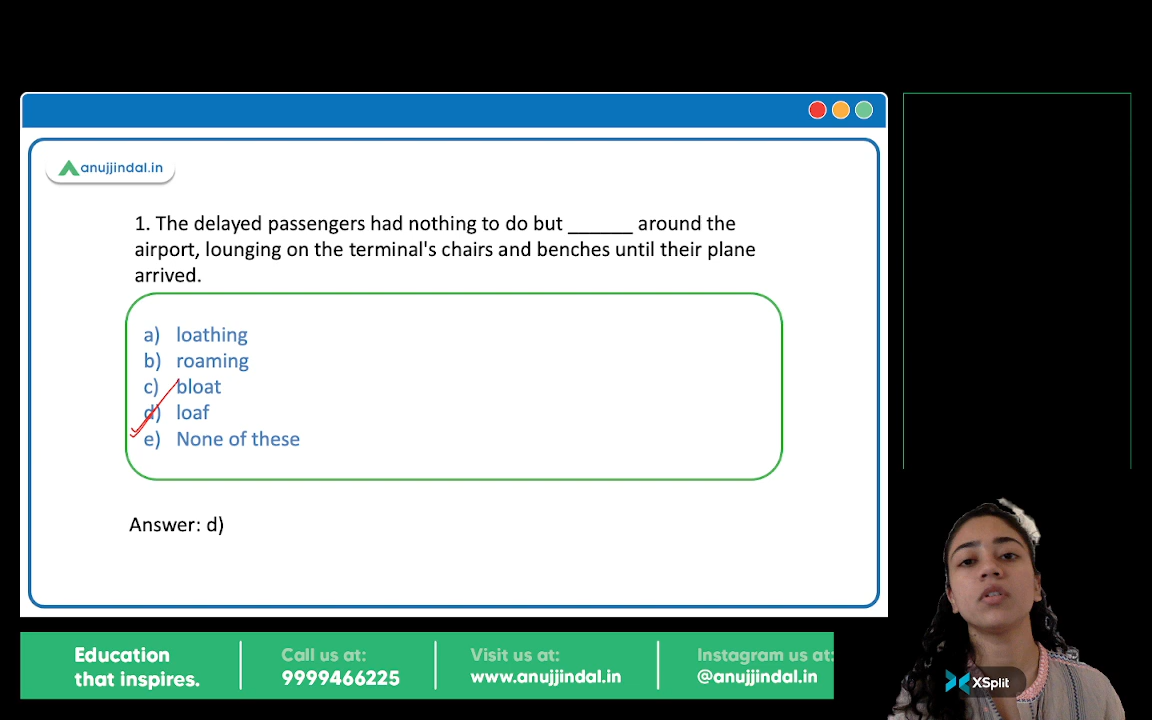 anujjindal.in
1. The delayed passengers had nothing to do but ______ around the
airport, lounging on the terminal's chairs and benches until their plane
arrived.
a) loathing
b) roaming
c) bloat
d) loaf
e) None of these
Answer: d)
Education
that inspires.
Call us at:
9999466225
Visit us at:
www.anujjindal.in
Instagram us at:
@anujjindal.in
XSplit